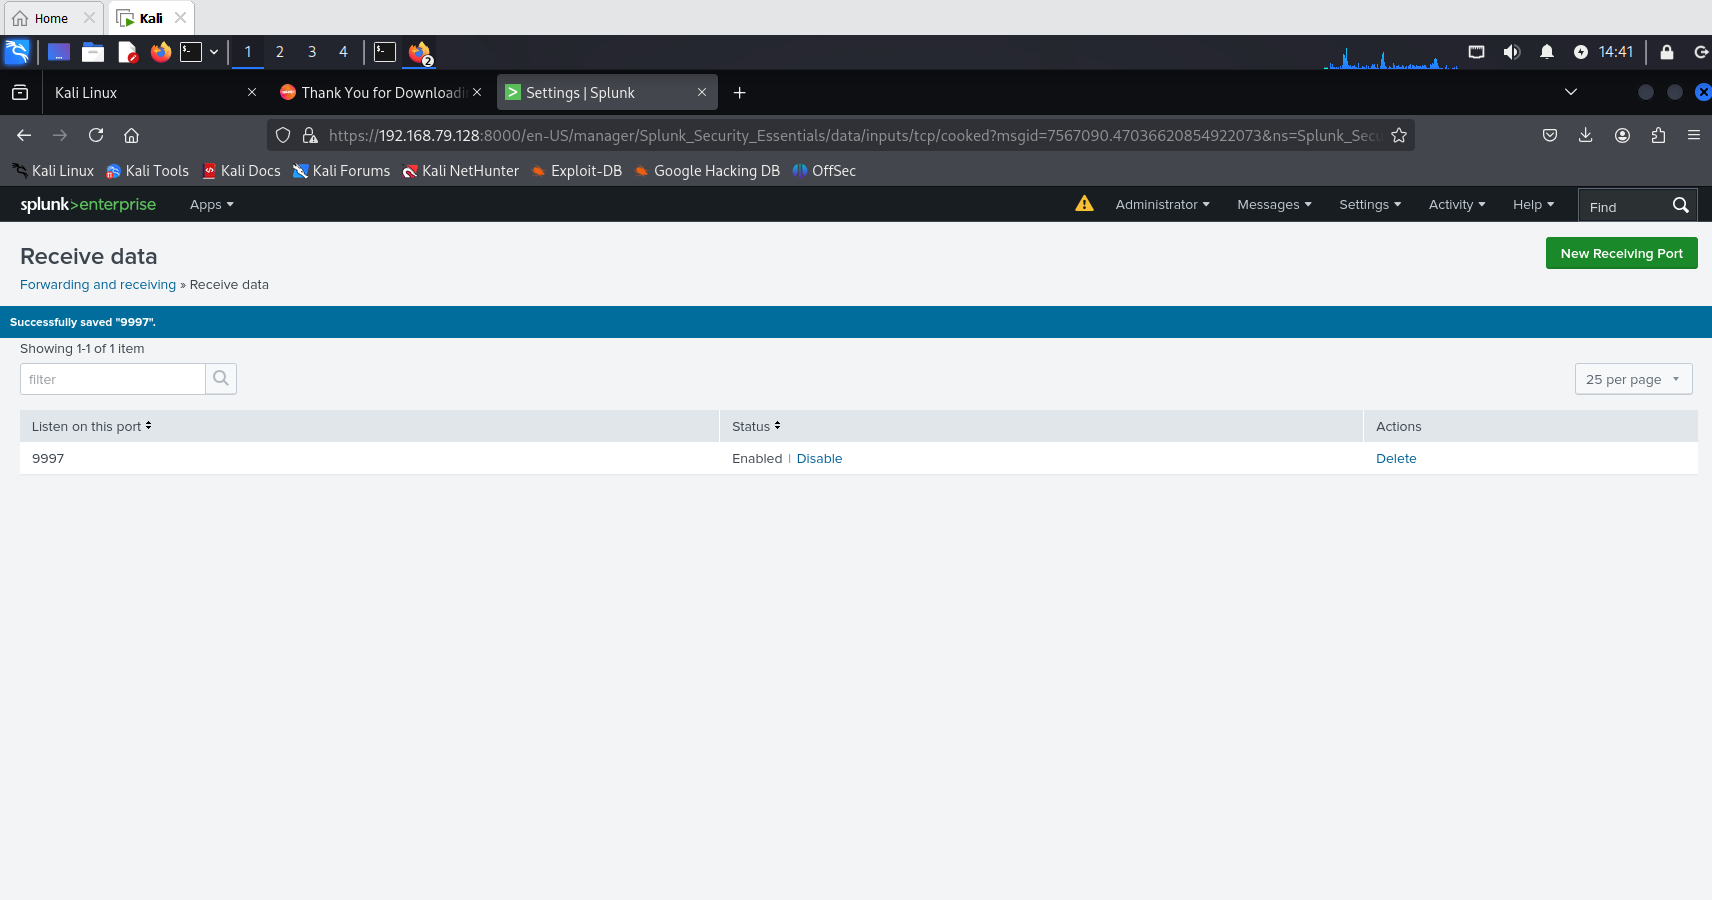 Home
Kali
1 2 3 4
2
14:41
Kali Linux
Thank You for Downloadi
Settings | Splunk
https://192.168.79.128:8000/en-US/manager/Splunk_Security_Essentials/data/inputs/tcp/cooked?msgid=7567090.47036620854922073&ns=Splunk_Secu
Kali Linux Kali Tools Kali Docs Kali Forums Kali NetHunter Exploit-DB Google Hacking DB OffSec
splunk>enterprise Apps Administrator Messages Settings Activity Help Find
Receive data
New Receiving Port
Forwarding and receiving » Receive data
Successfully saved "9997".
Showing 1-1 of 1 item
filter
25 per page
Listen on this port Status Actions
9997 Enabled | Disable Delete